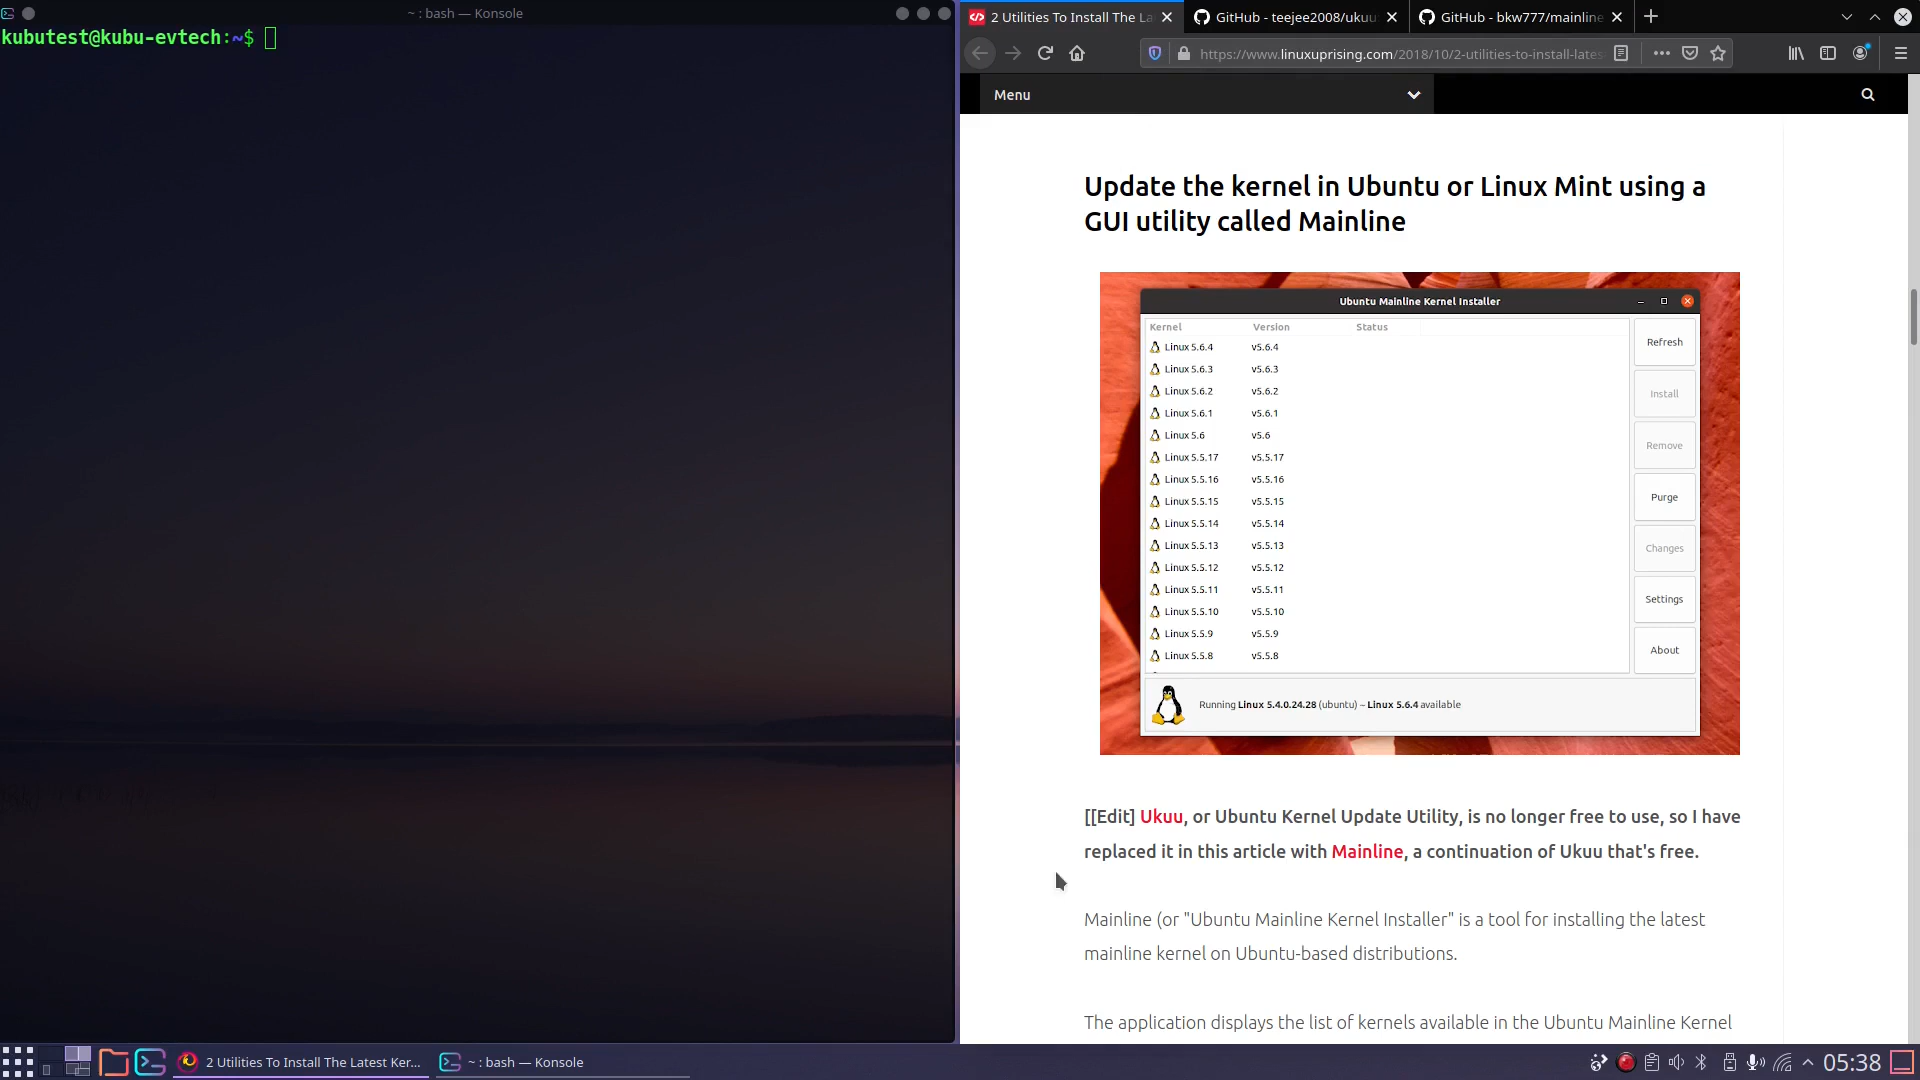 ~ : bash — Konsole
kubutest@kubu-evtech:~$
2 Utilities To Install The La
GitHub - teejee2008/ukuu:
GitHub - bkw777/mainline
https://www.linuxuprising.com/2018/10/2-utilities-to-install-lates
Menu
Update the kernel in Ubuntu or Linux Mint using a
GUI utility called Mainline
Ubuntu Mainline Kernel Installer
Kernel Version Status
Linux 5.6.4 v5.6.4
Linux 5.6.3 v5.6.3
Linux 5.6.2 v5.6.2
Linux 5.6.1 v5.6.1
Linux 5.6 v5.6
Linux 5.5.17 v5.5.17
Linux 5.5.16 v5.5.16
Linux 5.5.15 v5.5.15
Linux 5.5.14 v5.5.14
Linux 5.5.13 v5.5.13
Linux 5.5.12 v5.5.12
Linux 5.5.11 v5.5.11
Linux 5.5.10 v5.5.10
Linux 5.5.9 v5.5.9
Linux 5.5.8 v5.5.8
Refresh
Install
Remove
Purge
Changes
Settings
About
Running Linux 5.4.0.24.28 (ubuntu) ~ Linux 5.6.4 available
[[Edit] Ukuu, or Ubuntu Kernel Update Utility, is no longer free to use, so I have
replaced it in this article with Mainline, a continuation of Ukuu that's free.
Mainline (or "Ubuntu Mainline Kernel Installer" is a tool for installing the latest
mainline kernel on Ubuntu-based distributions.
The application displays the list of kernels available in the Ubuntu Mainline Kernel
2 Utilities To Install The Latest Ker...
~ : bash — Konsole
05:38